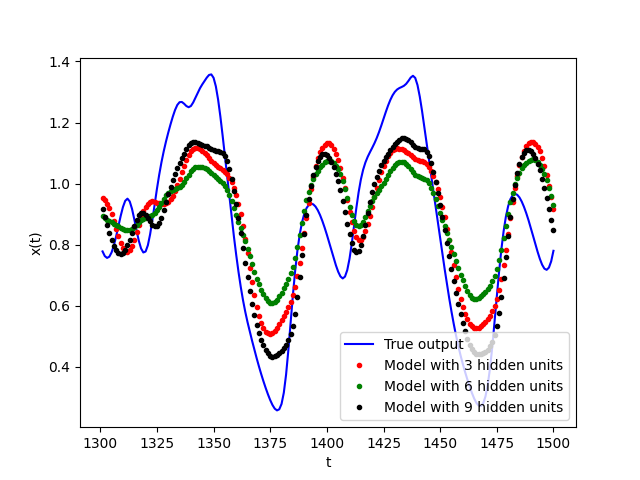 1.4
1.2
1.0
0.8
0.6
0.4
x(t)
True output
Model with 3 hidden units
Model with 6 hidden units
Model with 9 hidden units
1300 1325 1350 1375 1400 1425 1450 1475 1500
t